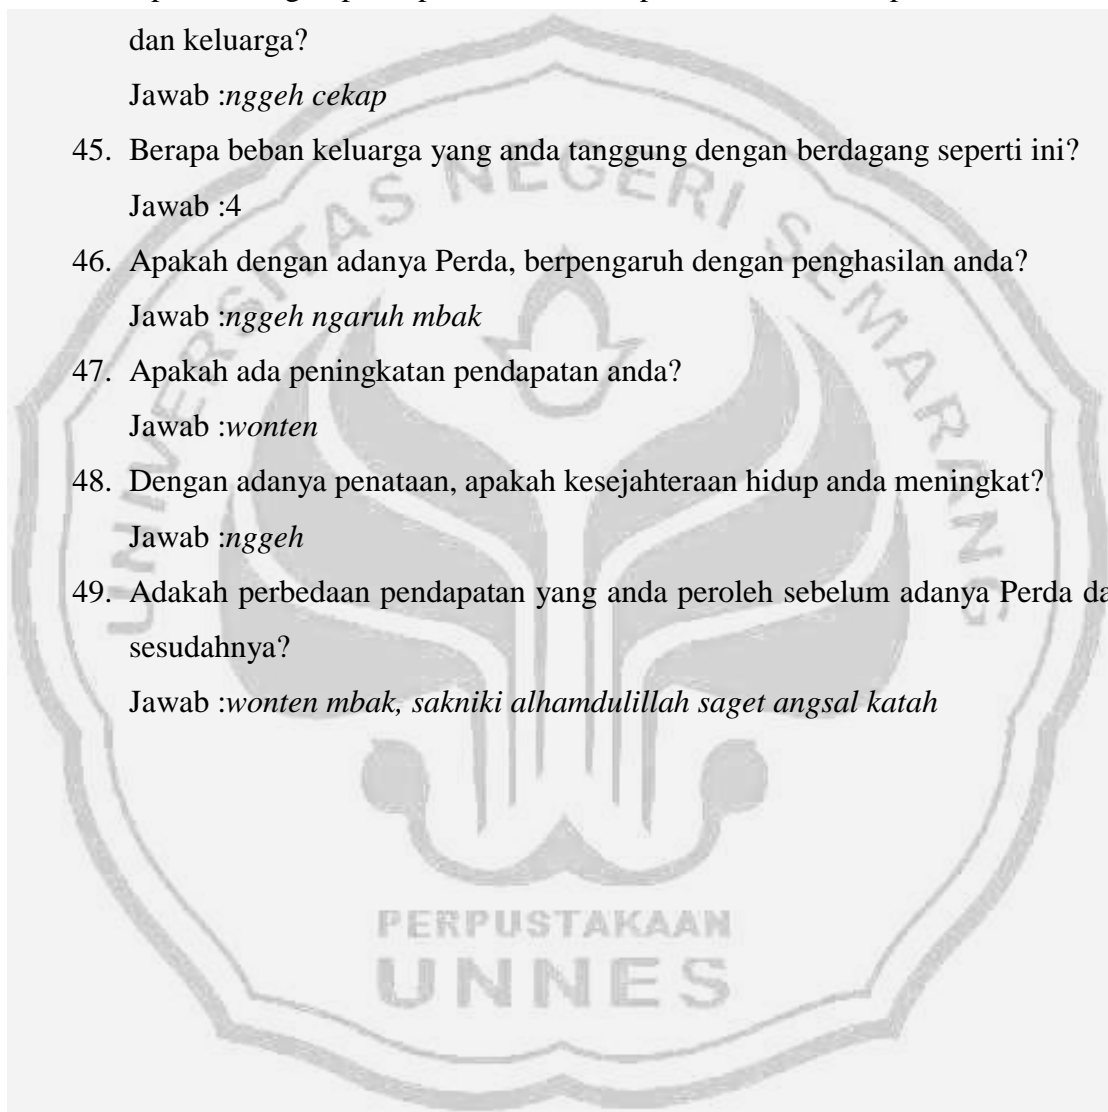 dan keluarga?
Jawab :nggeh cekap
45. Berapa beban keluarga yang anda tanggung dengan berdagang seperti ini?
Jawab :4
46. Apakah dengan adanya Perda, berpengaruh dengan penghasilan anda?
Jawab :nggeh ngaruh mbak
47. Apakah ada peningkatan pendapatan anda?
Jawab :wonten
48. Dengan adanya penataan, apakah kesejahteraan hidup anda meningkat?
Jawab :nggeh
49. Adakah perbedaan pendapatan yang anda peroleh sebelum adanya Perda da
sesudahnya?
Jawab :wonten mbak, sakniki alhamdulillah saget angsal katah
UNIVERSITAS NEGERI SEMARANG
PERPUSTAKAAN
UNNES